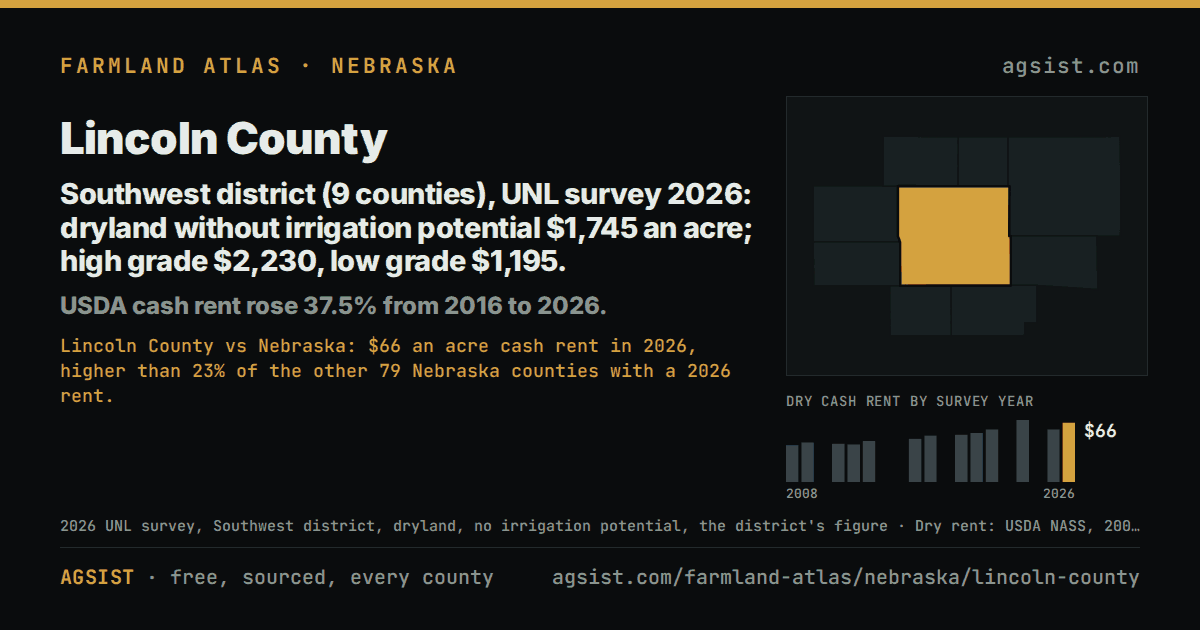 FARMLAND ATLAS · NEBRASKA
agsist.com
Lincoln County
Southwest district (9 counties), UNL survey 2026:
dryland without irrigation potential $1,745 an acre;
high grade $2,230, low grade $1,195.
USDA cash rent rose 37.5% from 2016 to 2026.
Lincoln County vs Nebraska: $66 an acre cash rent in 2026,
higher than 23% of the other 79 Nebraska counties with a 2026
rent.
DRY CASH RENT BY SURVEY YEAR
$66
2008
2026
2026 UNL survey, Southwest district, dryland, no irrigation potential, the district's figure · Dry rent: USDA NASS, 200…
AGSIST · free, sourced, every county
agsist.com/farmland-atlas/nebraska/lincoln-county